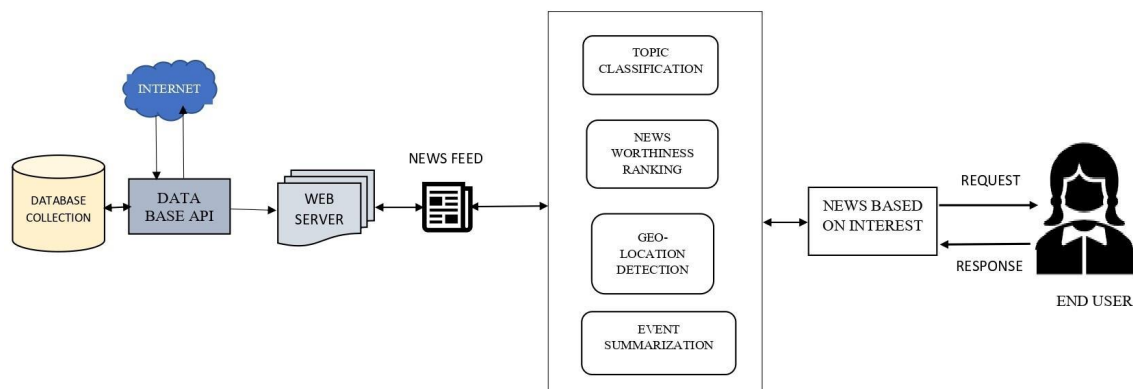 INTERNET
DATABASE
COLLECTION
DATA
BASE API
WEB
SERVER
NEWS FEED
TOPIC
CLASSIFICATION
NEWS
WORTHINESS
RANKING
GEO-
LOCATION
DETECTION
EVENT
SUMMARIZATION
NEWS BASED
ON INTEREST
REQUEST
RESPONSE
END USER